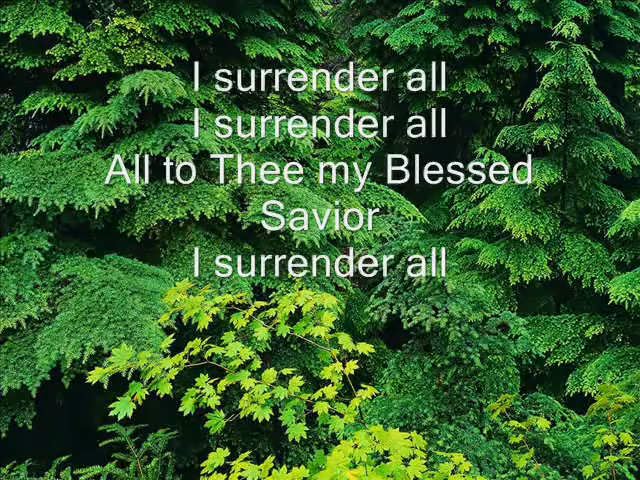 I surrender all
I surrender all
All to Thee my Blessed
Savior
I surrender all